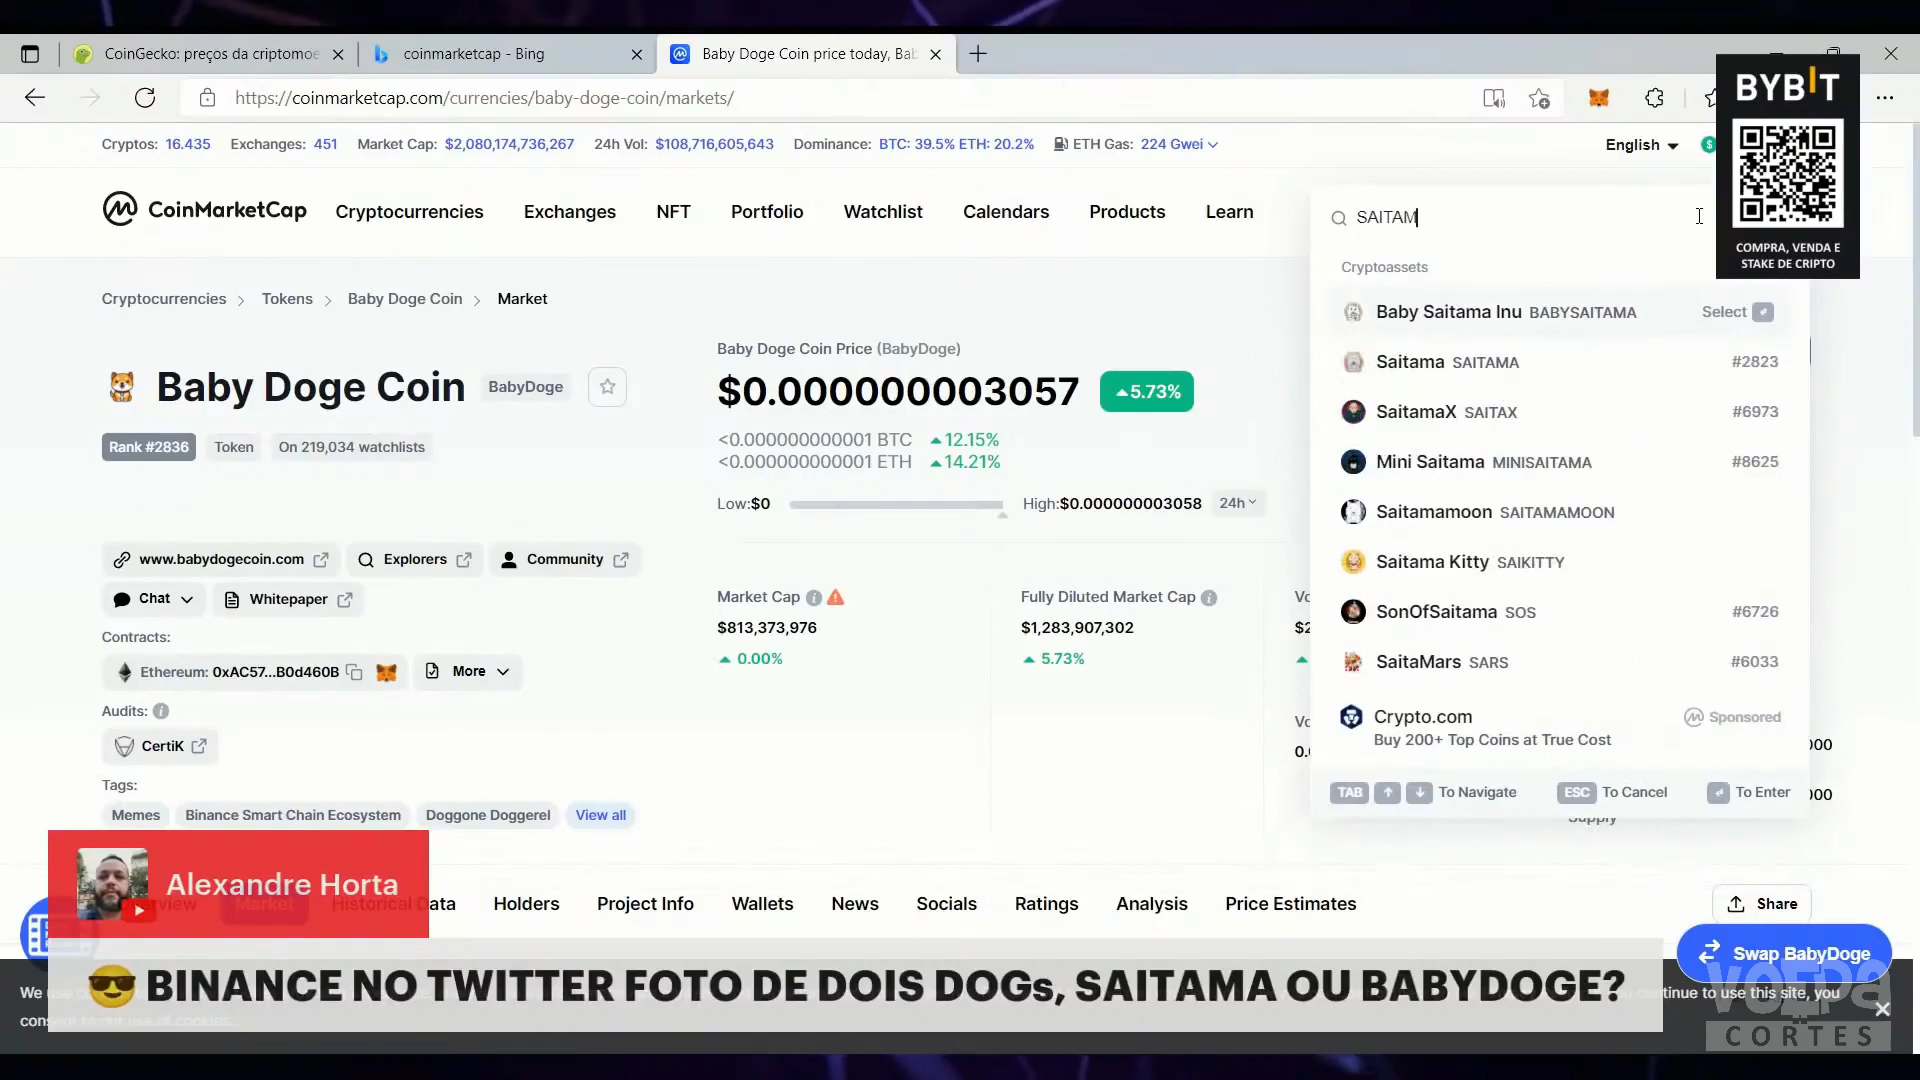 CoinGecko: preços da criptomoe
coinmarketcap - Bing
Baby Doge Coin price today, Bab
https://coinmarketcap.com/currencies/baby-doge-coin/markets/
BYBIT
COMPRA, VENDA E
STAKE DE CRIPTO
Cryptos: 16.435 Exchanges: 451 Market Cap: $2,080,174,736,267 24h Vol: $108,716,605,643 Dominance: BTC: 39.5% ETH: 20.2% ETH Gas: 224 Gwei
English
CoinMarketCap
Cryptocurrencies Exchanges NFT Portfolio Watchlist Calendars Products Learn
SAITAM
Cryptoassets
Baby Saitama Inu BABYSAITAMA Select
Saitama SAITAMA #2823
SaitamaX SAITAX #6973
Mini Saitama MINISAITAMA #8625
Saitamamoon SAITAMAMOON
Saitama Kitty SAIKITTY
SonOfSaitama SOS #6726
SaitaMars SARS #6033
Crypto.com Sponsored
Buy 200+ Top Coins at True Cost
TAB To Navigate ESC To Cancel To Enter
Cryptocurrencies > Tokens > Baby Doge Coin > Market
Baby Doge Coin BabyDoge
Rank #2836 Token On 219,034 watchlists
www.babydogecoin.com Explorers Community
Chat Whitepaper
Contracts:
Ethereum: 0xAC57...B0d460B More
Audits:
CertiK
Tags:
Memes Binance Smart Chain Ecosystem Doggone Doggerel View all
Baby Doge Coin Price (BabyDoge)
$0.000000003057 5.73%
<0.000000000001 BTC 12.15%
<0.000000000001 ETH 14.21%
Low:$0 High:$0.000000003058 24h
Market Cap
$813,373,976
0.00%
Fully Diluted Market Cap
$1,283,907,302
5.73%
Supply
Market Historical Data Holders Project Info Wallets News Socials Ratings Analysis Price Estimates
Share
Swap BabyDoge
Alexandre Horta
😎 BINANCE NO TWITTER FOTO DE DOIS DOGs, SAITAMA OU BABYDOGE?
continue to use this site, you
VOEPA
CORTES